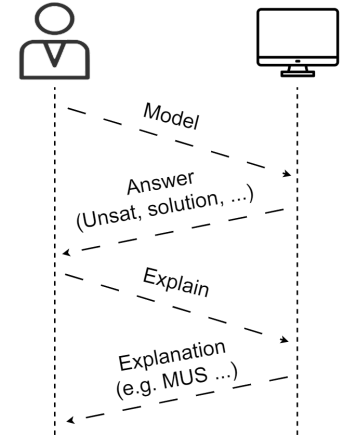 Model
Answer
(Unsat, solution, ...)
Explain
Explanation
(e.g. MUS ...)